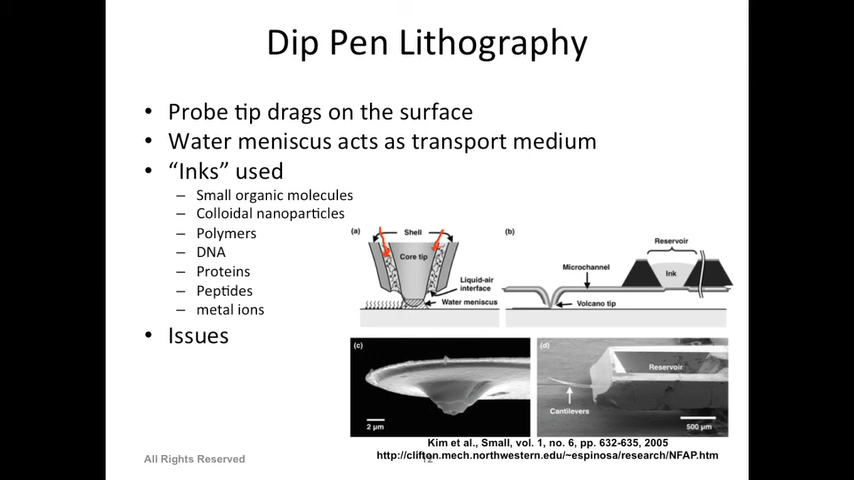 Dip Pen Lithography
• Probe tip drags on the surface
• Water meniscus acts as transport medium
• “Inks” used
– Small organic molecules
– Colloidal nanoparticles
– Polymers
– DNA
– Proteins
– Peptides
– metal ions
• Issues
(a)
Shell
Core tip
Liquid-air
interface
Water meniscus
(b)
Reservoir
Ink
Microchannel
Volcano tip
(c)
2 µm
(d)
Reservoir
Cantilevers
500 µm
Kim et al., Small, vol. 1, no. 6, pp. 632-635, 2005
http://clifton.mech.northwestern.edu/~espinosa/research/NFAP.htm
All Rights Reserved
12